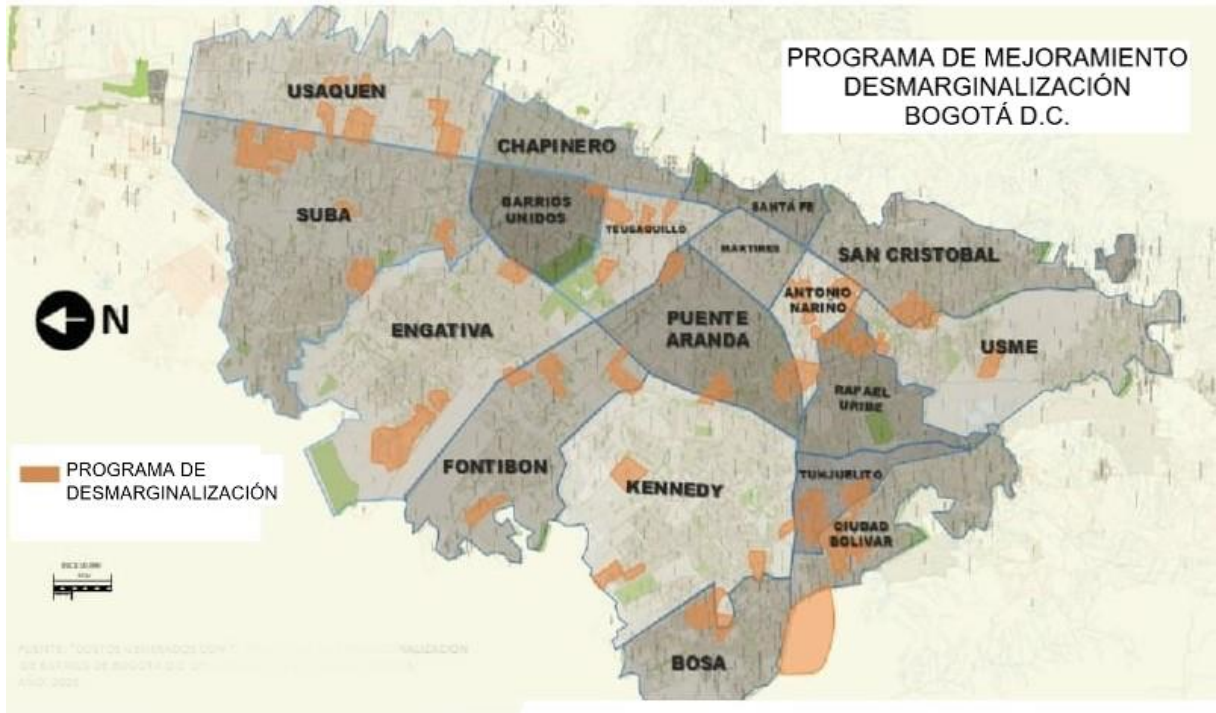 PROGRAMA DE MEJORAMIENTO
DESMARGINALIZACIÓN
BOGOTÁ D.C.
USAQUEN
CHAPINERO
SUBA
BARRIOS
UNIDOS
TEUSAQUILLO
SANTA FE
MARTIRES
SAN CRISTOBAL
ANTONIO
NARIÑO
N
ENGATIVA
PUENTE
ARANDA
USME
RAFAEL
URIBE
PROGRAMA DE
DESMARGINALIZACIÓN
FONTIBON
KENNEDY
TUNJUELITO
CIUDAD
BOLIVAR
BOSA